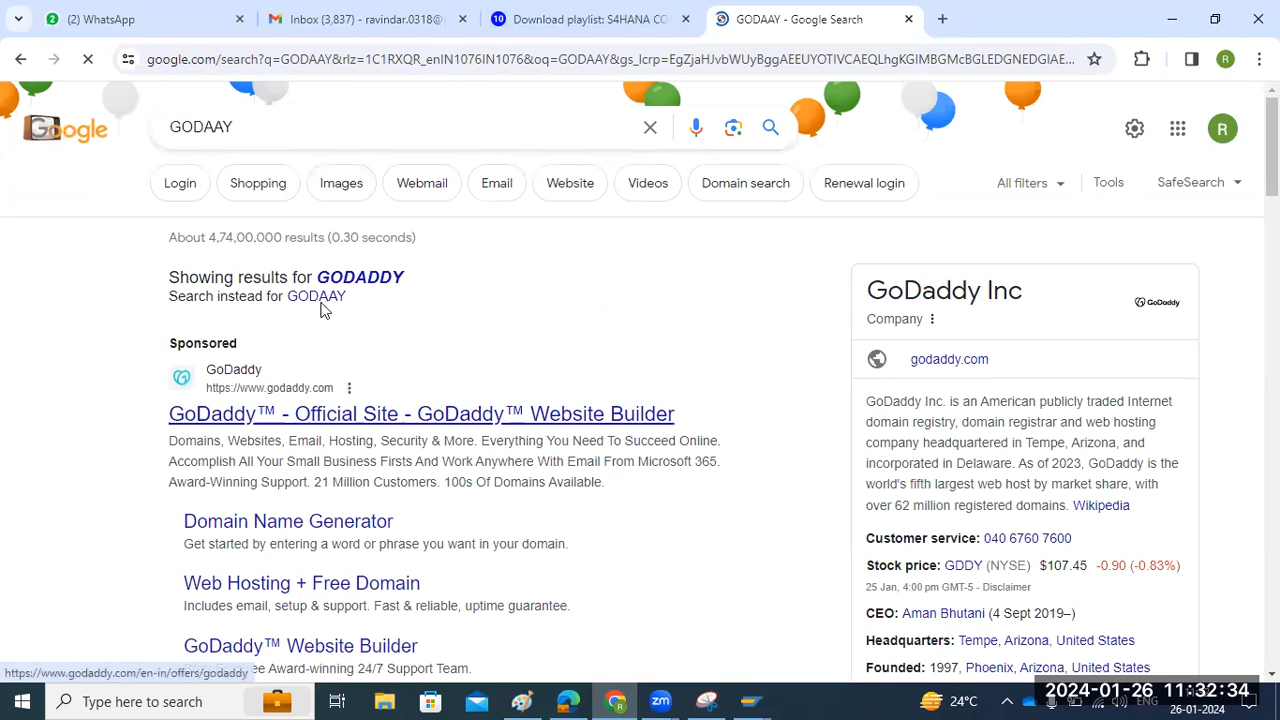 (2) WhatsApp
Inbox (3,837) - ravindar.0318@g
Download playlist: S4HANA CO
GODAAY - Google Search
google.com/search?q=GODAAY&rlz=1C1RXQR_enIN1076IN1076&oq=GODAAY&gs_lcrp=EgZjaHJvbWUyBggAEEUYOTIVCAEQLhgKGIMBGMcBGLEDGNEDGIAE...
R
Google
GODAAY
R
Login
Shopping
Images
Webmail
Email
Website
Videos
Domain search
Renewal login
All filters
Tools
SafeSearch
About 4,74,00,000 results (0.30 seconds)
Showing results for GODADDY
Search instead for GODAAY
Sponsored
GoDaddy
https://www.godaddy.com
GoDaddy™ - Official Site - GoDaddy™ Website Builder
Domains, Websites, Email, Hosting, Security & More. Everything You Need To Succeed Online.
Accomplish All Your Small Business Firsts And Work Anywhere With Email From Microsoft 365.
Award-Winning Support. 21 Million Customers. 100s Of Domains Available.
Domain Name Generator
Get started by entering a word or phrase you want in your domain.
Web Hosting + Free Domain
Includes email, setup & support. Fast & reliable, uptime guarantee.
GoDaddy™ Website Builder
Award-winning 24/7 Support Team.
https://www.godaddy.com/en-in/offers/godaddy
GoDaddy Inc
GoDaddy
Company
godaddy.com
GoDaddy Inc. is an American publicly traded Internet
domain registry, domain registrar and web hosting
company headquartered in Tempe, Arizona, and
incorporated in Delaware. As of 2023, GoDaddy is the
world's fifth largest web host by market share, with
over 62 million registered domains. Wikipedia
Customer service: 040 6760 7600
Stock price: GDDY (NYSE) $107.45 -0.90 (-0.83%)
25 Jan, 4:00 pm GMT-5 - Disclaimer
CEO: Aman Bhutani (4 Sept 2019–)
Headquarters: Tempe, Arizona, United States
Founded: 1997, Phoenix, Arizona, United States
Type here to search
24°C
ENG
2024-01-26 11:32:34
26-01-2024